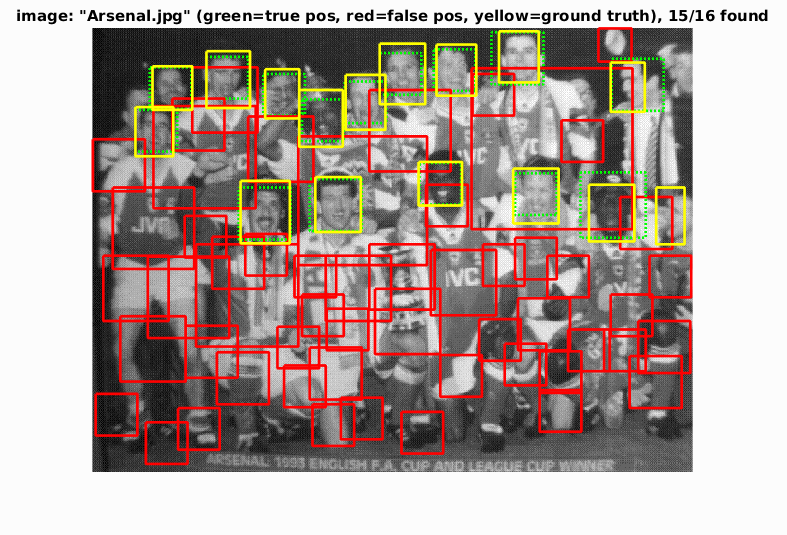 image: "Arsenal.jpg" (green=true pos, red=false pos, yellow=ground truth), 15/16 found
JVC
ARSENAL 1993 ENGLISH F.A. CUP AND LEAGUE CUP WINNER